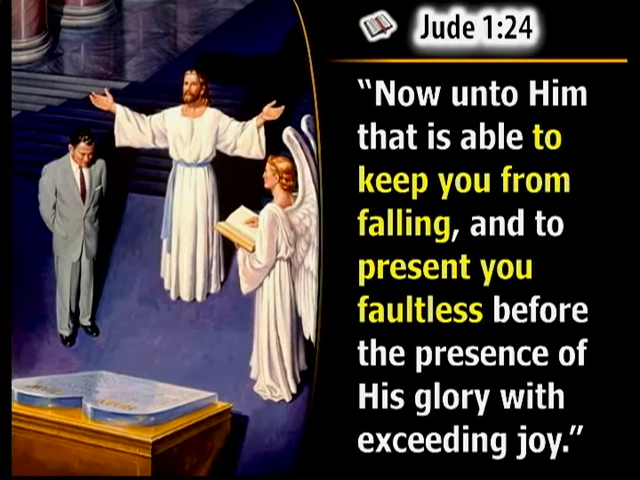 Jude 1:24
“Now unto Him
that is able to
keep you from
falling, and to
present you
faultless before
the presence of
His glory with
exceeding joy.”